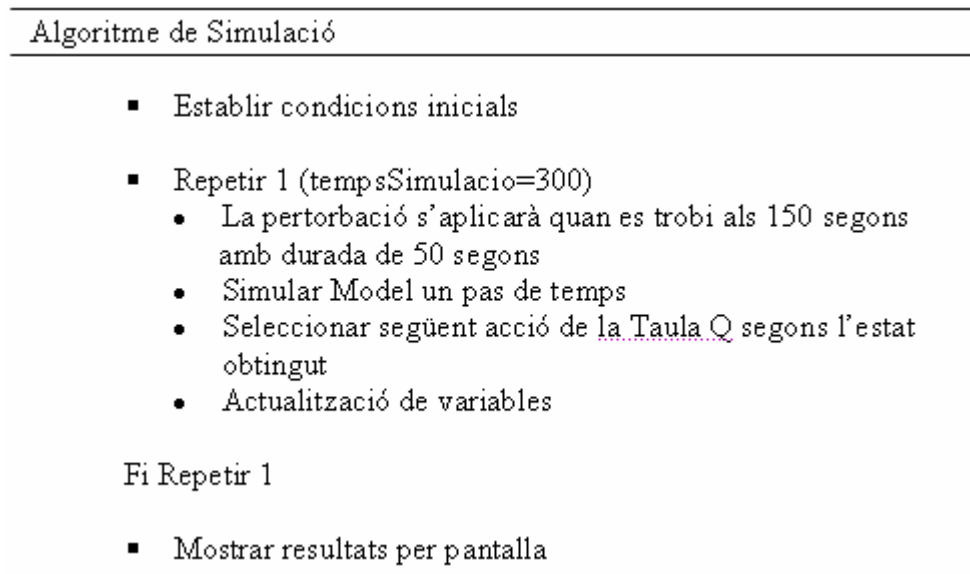 Algoritme de Simulació
▪ Establir condicions inicials
▪ Repetir 1 (tempsSimulacio=300)
• La pertorbació s’aplicarà quan es trobi als 150 segons
amb durada de 50 segons
• Simular Model un pas de temps
• Seleccionar següent acció de la Taula Q segons l’estat
obtingut
• Actualització de variables
Fi Repetir 1
▪ Mostrar resultats per pantalla